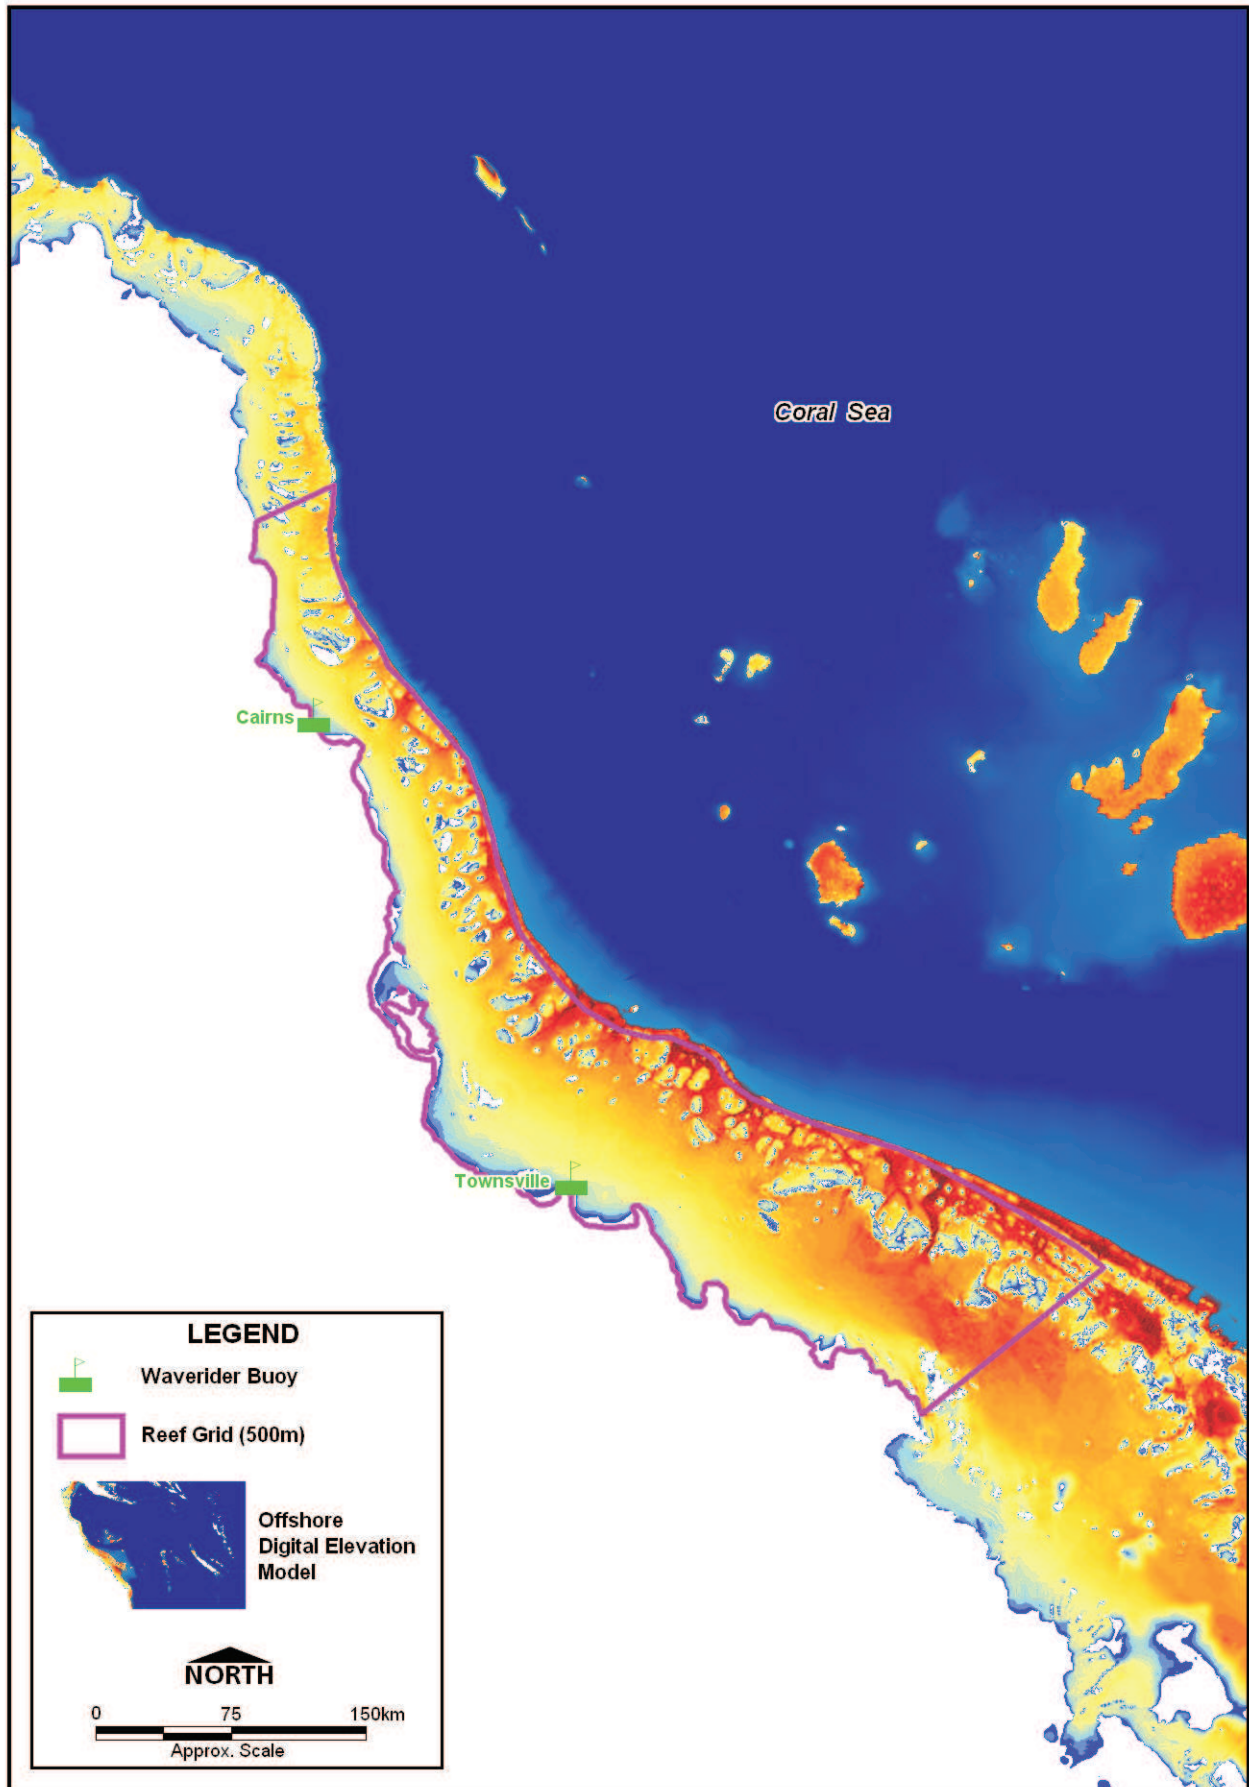 Coral Sea
Cairns
Townsville
LEGEND
Waverider Buoy
Reef Grid (500m)
Offshore
Digital Elevation
Model
NORTH
0 75 150km
Approx. Scale